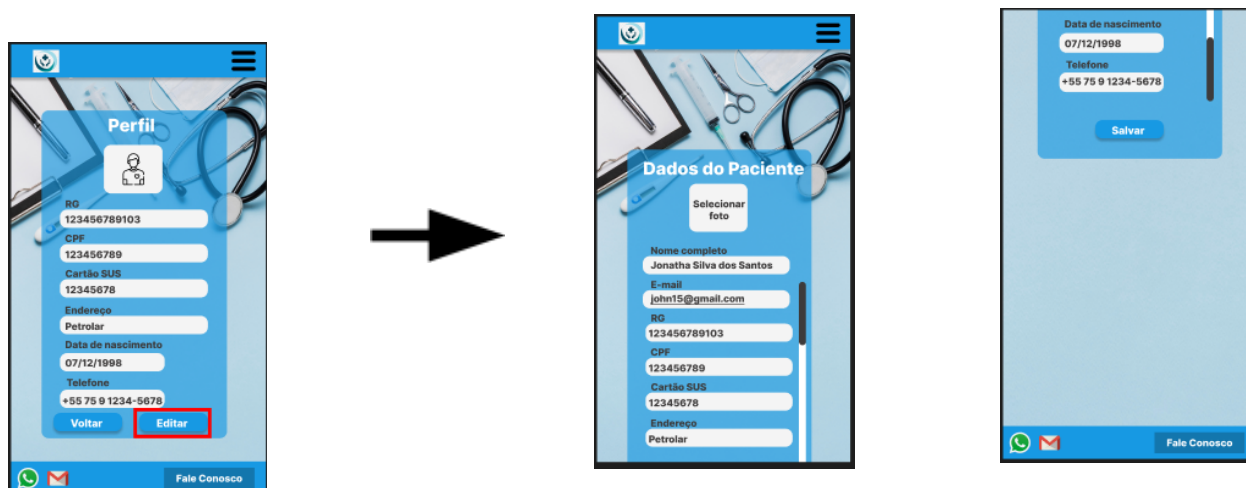 Perfil
RG
123456789103
CPF
123456789
Cartão SUS
12345678
Endereço
Petrolar
Data de nascimento
07/12/1998
Telefone
+55 75 9 1234-5678
Voltar
Editar
Fale Conosco
Dados do Paciente
Selecionar
foto
Nome completo
Jonatha Silva dos Santos
E-mail
john15@gmail.com
RG
123456789103
CPF
123456789
Cartão SUS
12345678
Endereço
Petrolar
Data de nascimento
07/12/1998
Telefone
+55 75 9 1234-5678
Salvar
Fale Conosco